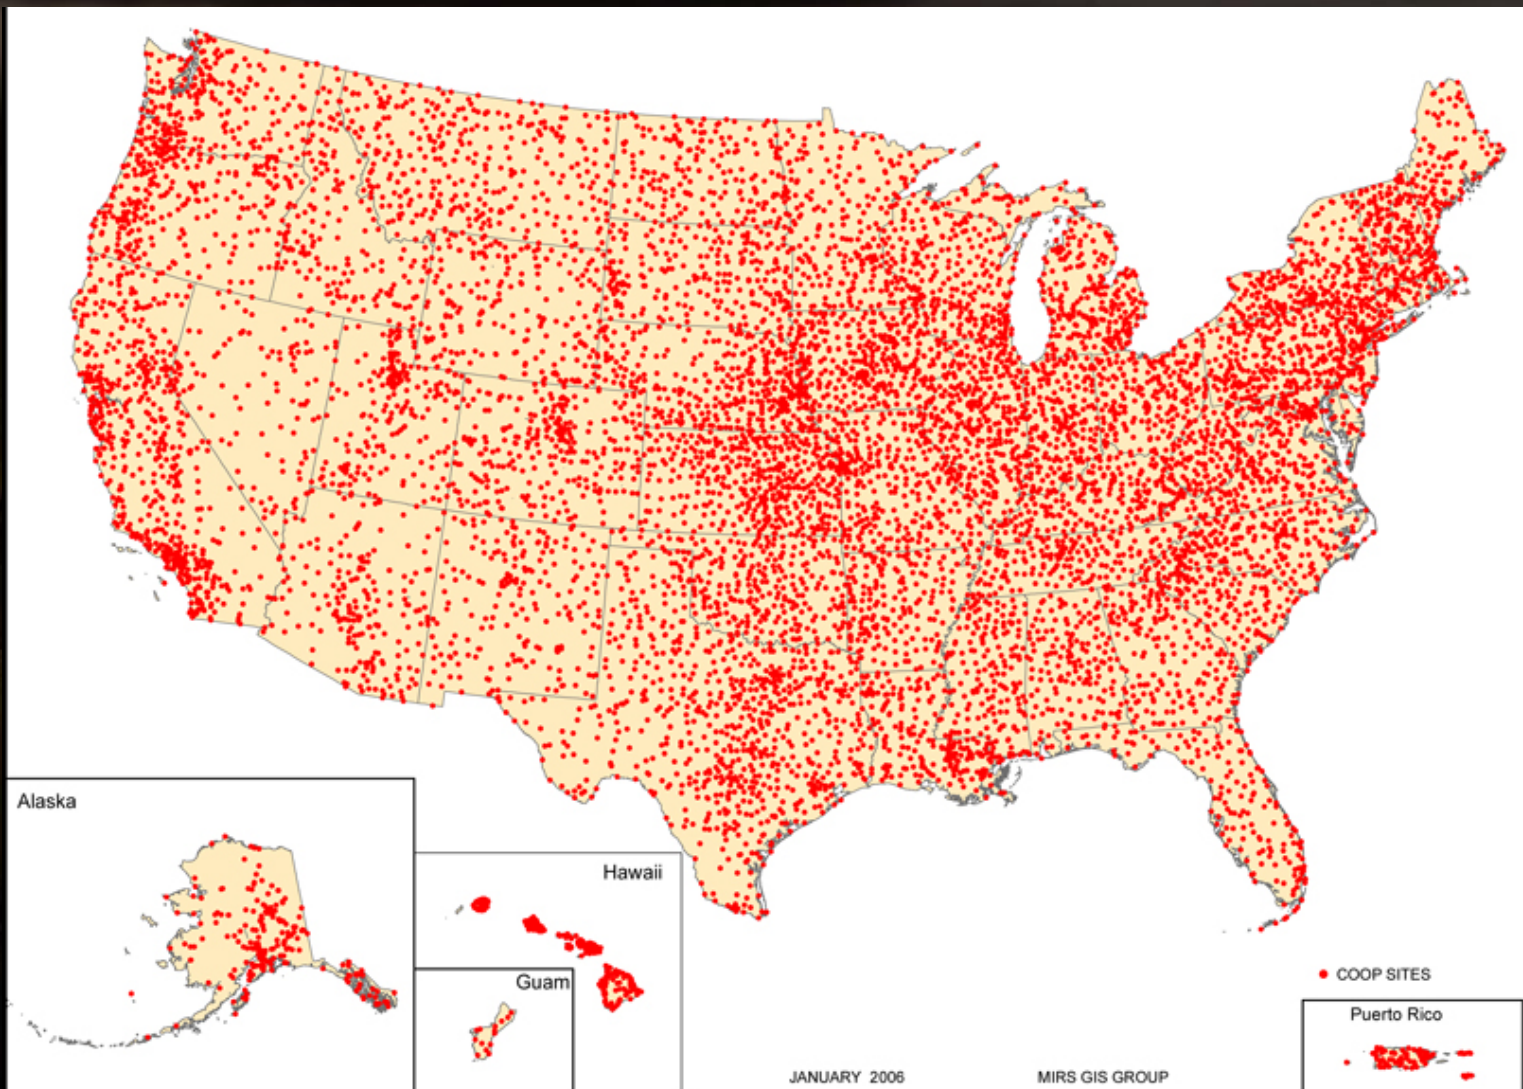 Alaska
Hawaii
Guam
COOP SITES
Puerto Rico
JANUARY 2006
MIRS GIS GROUP